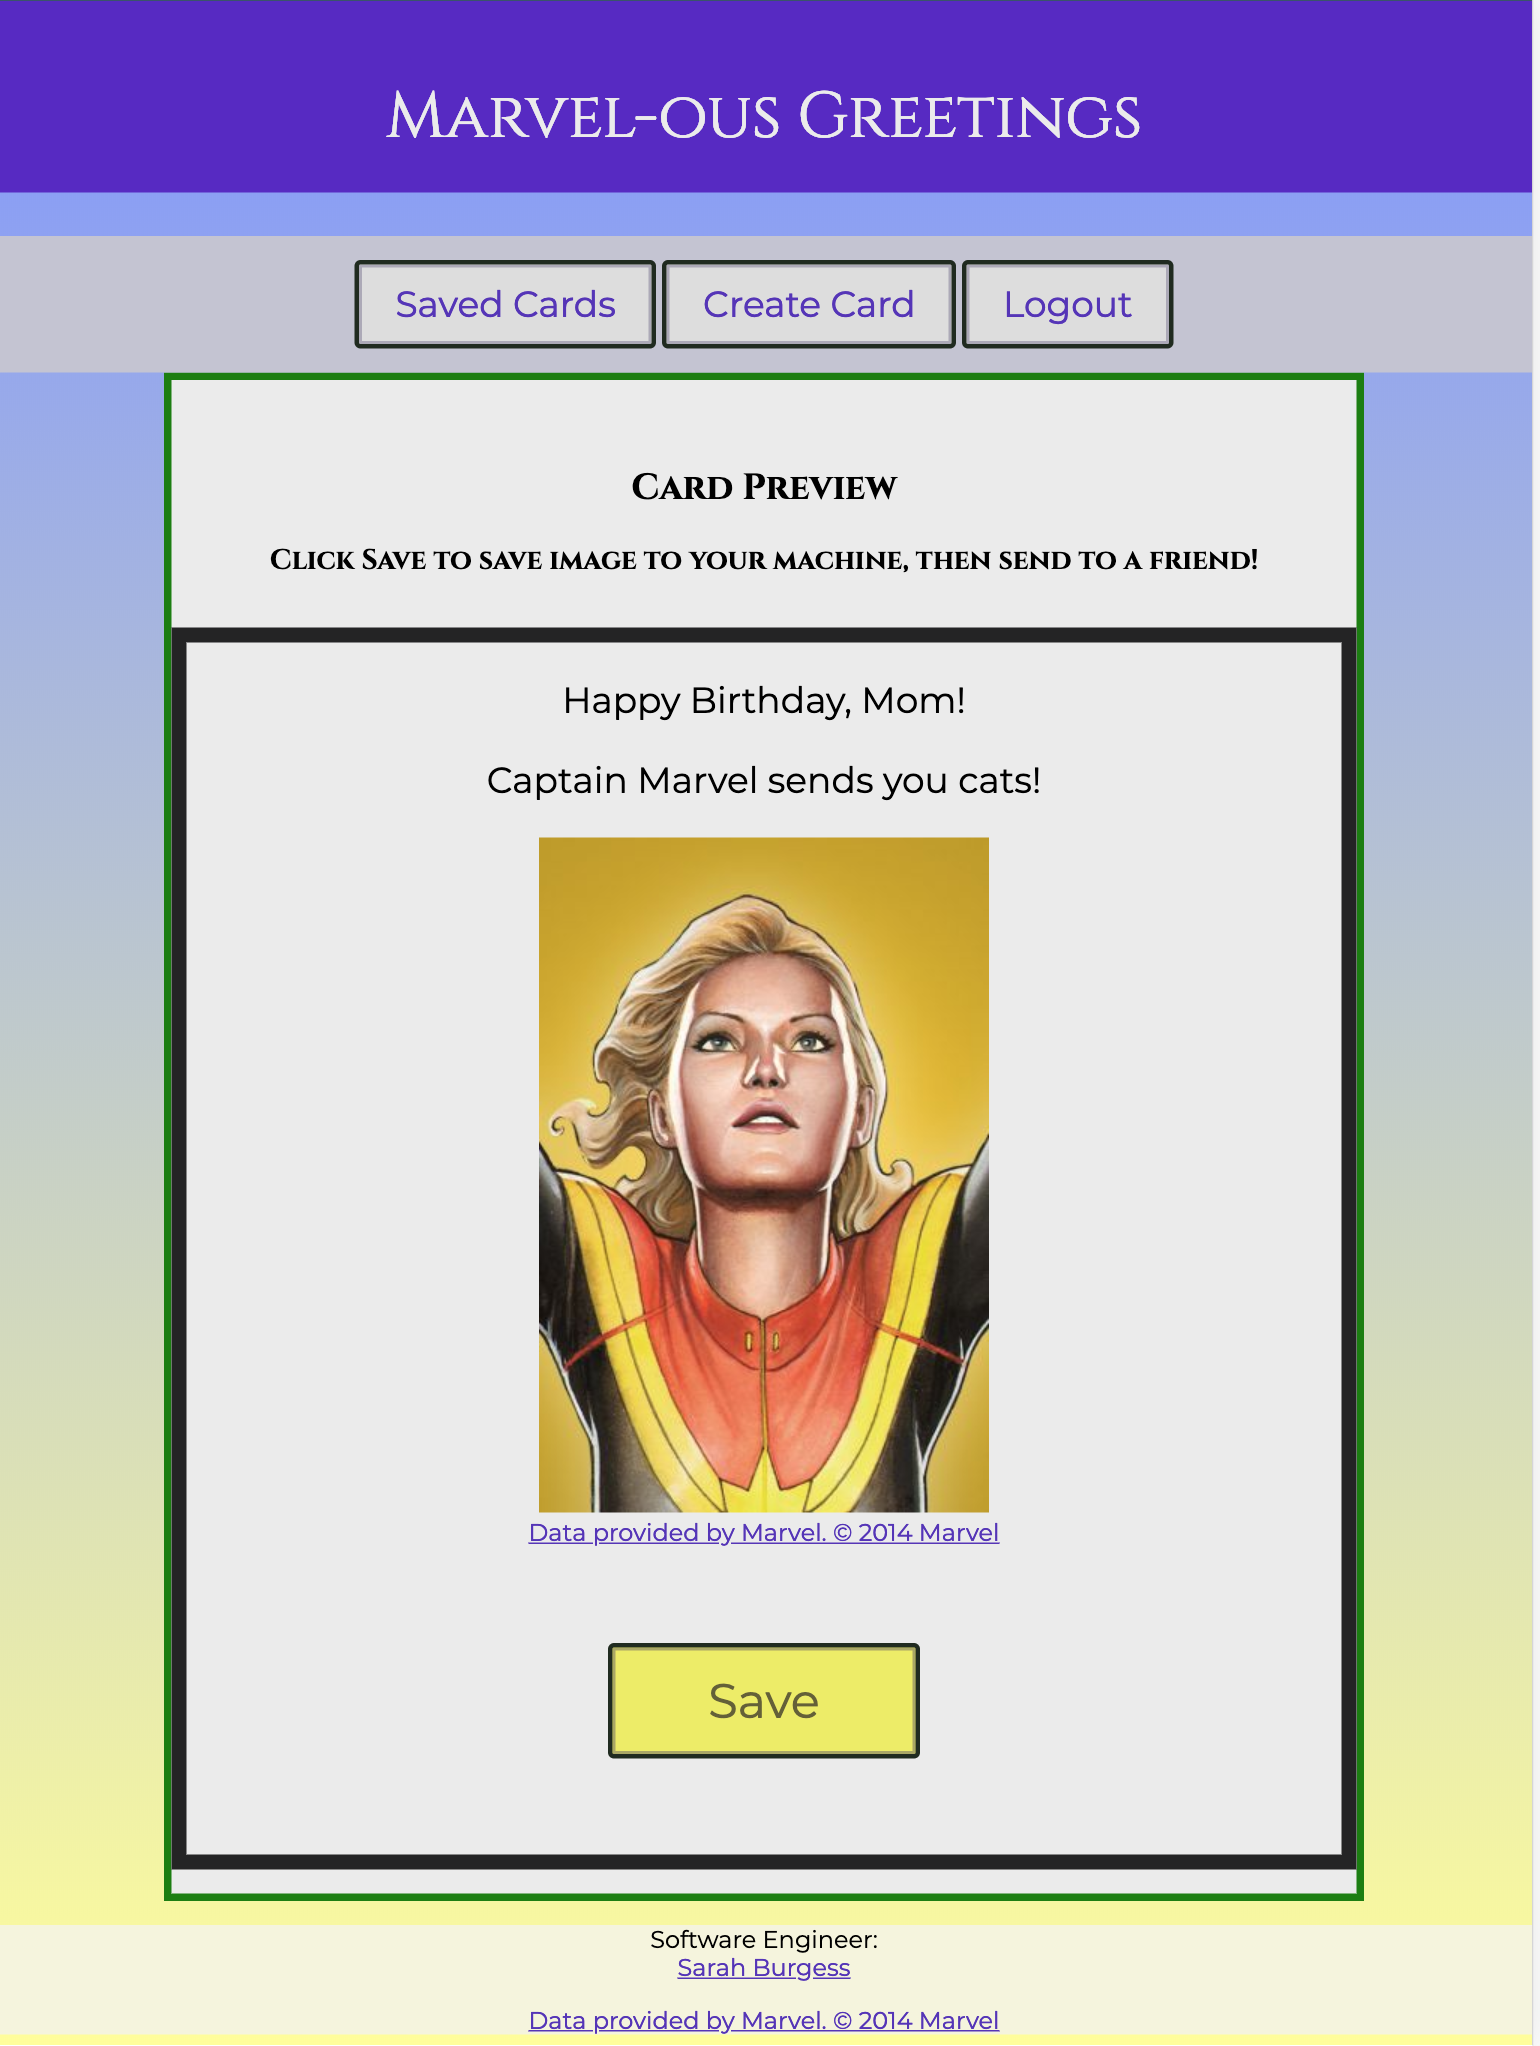 Marvel-ous Greetings
Saved Cards
Create Card
Logout
Card Preview
Click Save to save image to your machine, then send to a friend!
Happy Birthday, Mom!
Captain Marvel sends you cats!
Data provided by Marvel. © 2014 Marvel
Save
Software Engineer:
Sarah Burgess
Data provided by Marvel. © 2014 Marvel